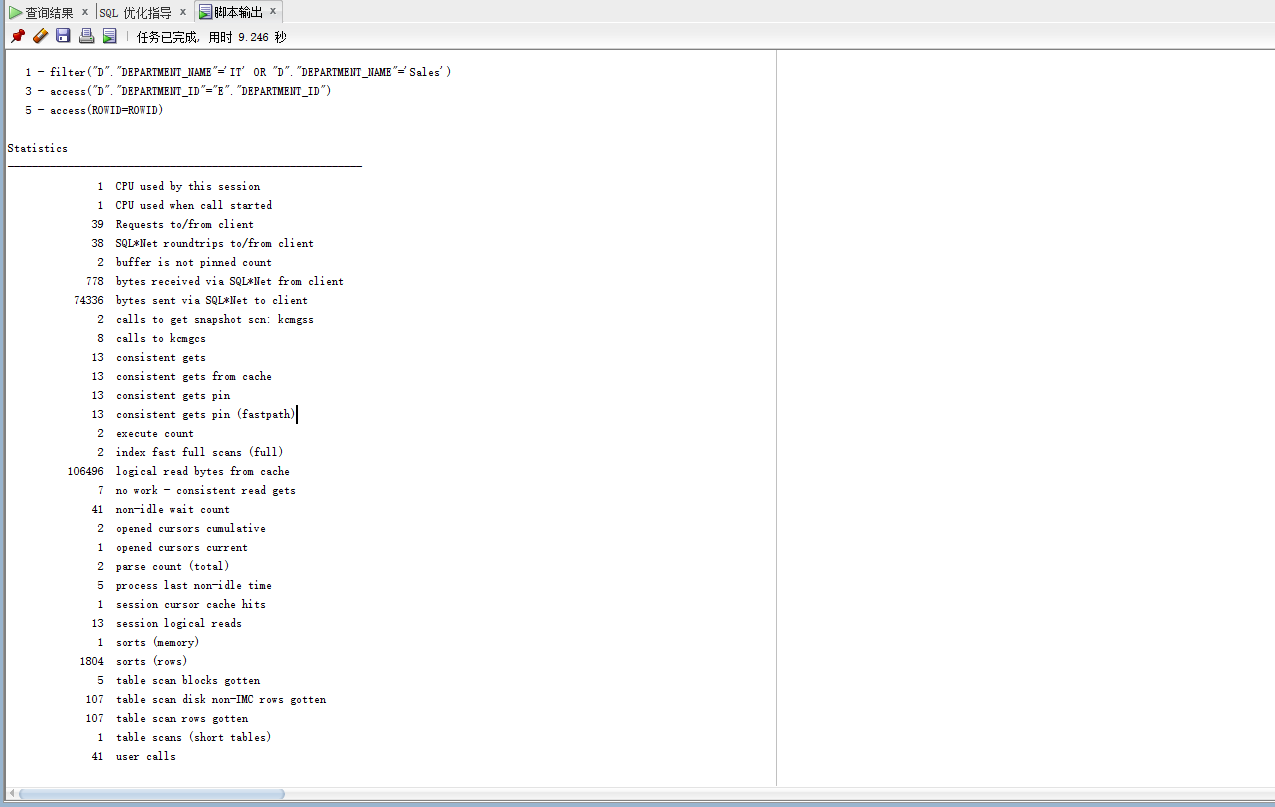 查询结果 × SQL 优化指导 × 脚本输出 ×
任务已完成, 用时 9.246 秒
1 - filter("D"."DEPARTMENT_NAME"='IT' OR "D"."DEPARTMENT_NAME"='Sales')
3 - access("D"."DEPARTMENT_ID"="E"."DEPARTMENT_ID")
5 - access(ROWID=ROWID)
Statistics
-----------------------------------------------------------
1 CPU used by this session
1 CPU used when call started
39 Requests to/from client
38 SQL*Net roundtrips to/from client
2 buffer is not pinned count
778 bytes received via SQL*Net from client
74336 bytes sent via SQL*Net to client
2 calls to get snapshot scn: kcmgss
8 calls to kcmgcs
13 consistent gets
13 consistent gets from cache
13 consistent gets pin
13 consistent gets pin (fastpath)
2 execute count
2 index fast full scans (full)
106496 logical read bytes from cache
7 no work - consistent read gets
41 non-idle wait count
2 opened cursors cumulative
1 opened cursors current
2 parse count (total)
5 process last non-idle time
1 session cursor cache hits
13 session logical reads
1 sorts (memory)
1804 sorts (rows)
5 table scan blocks gotten
107 table scan disk non-IMC rows gotten
107 table scan rows gotten
1 table scans (short tables)
41 user calls